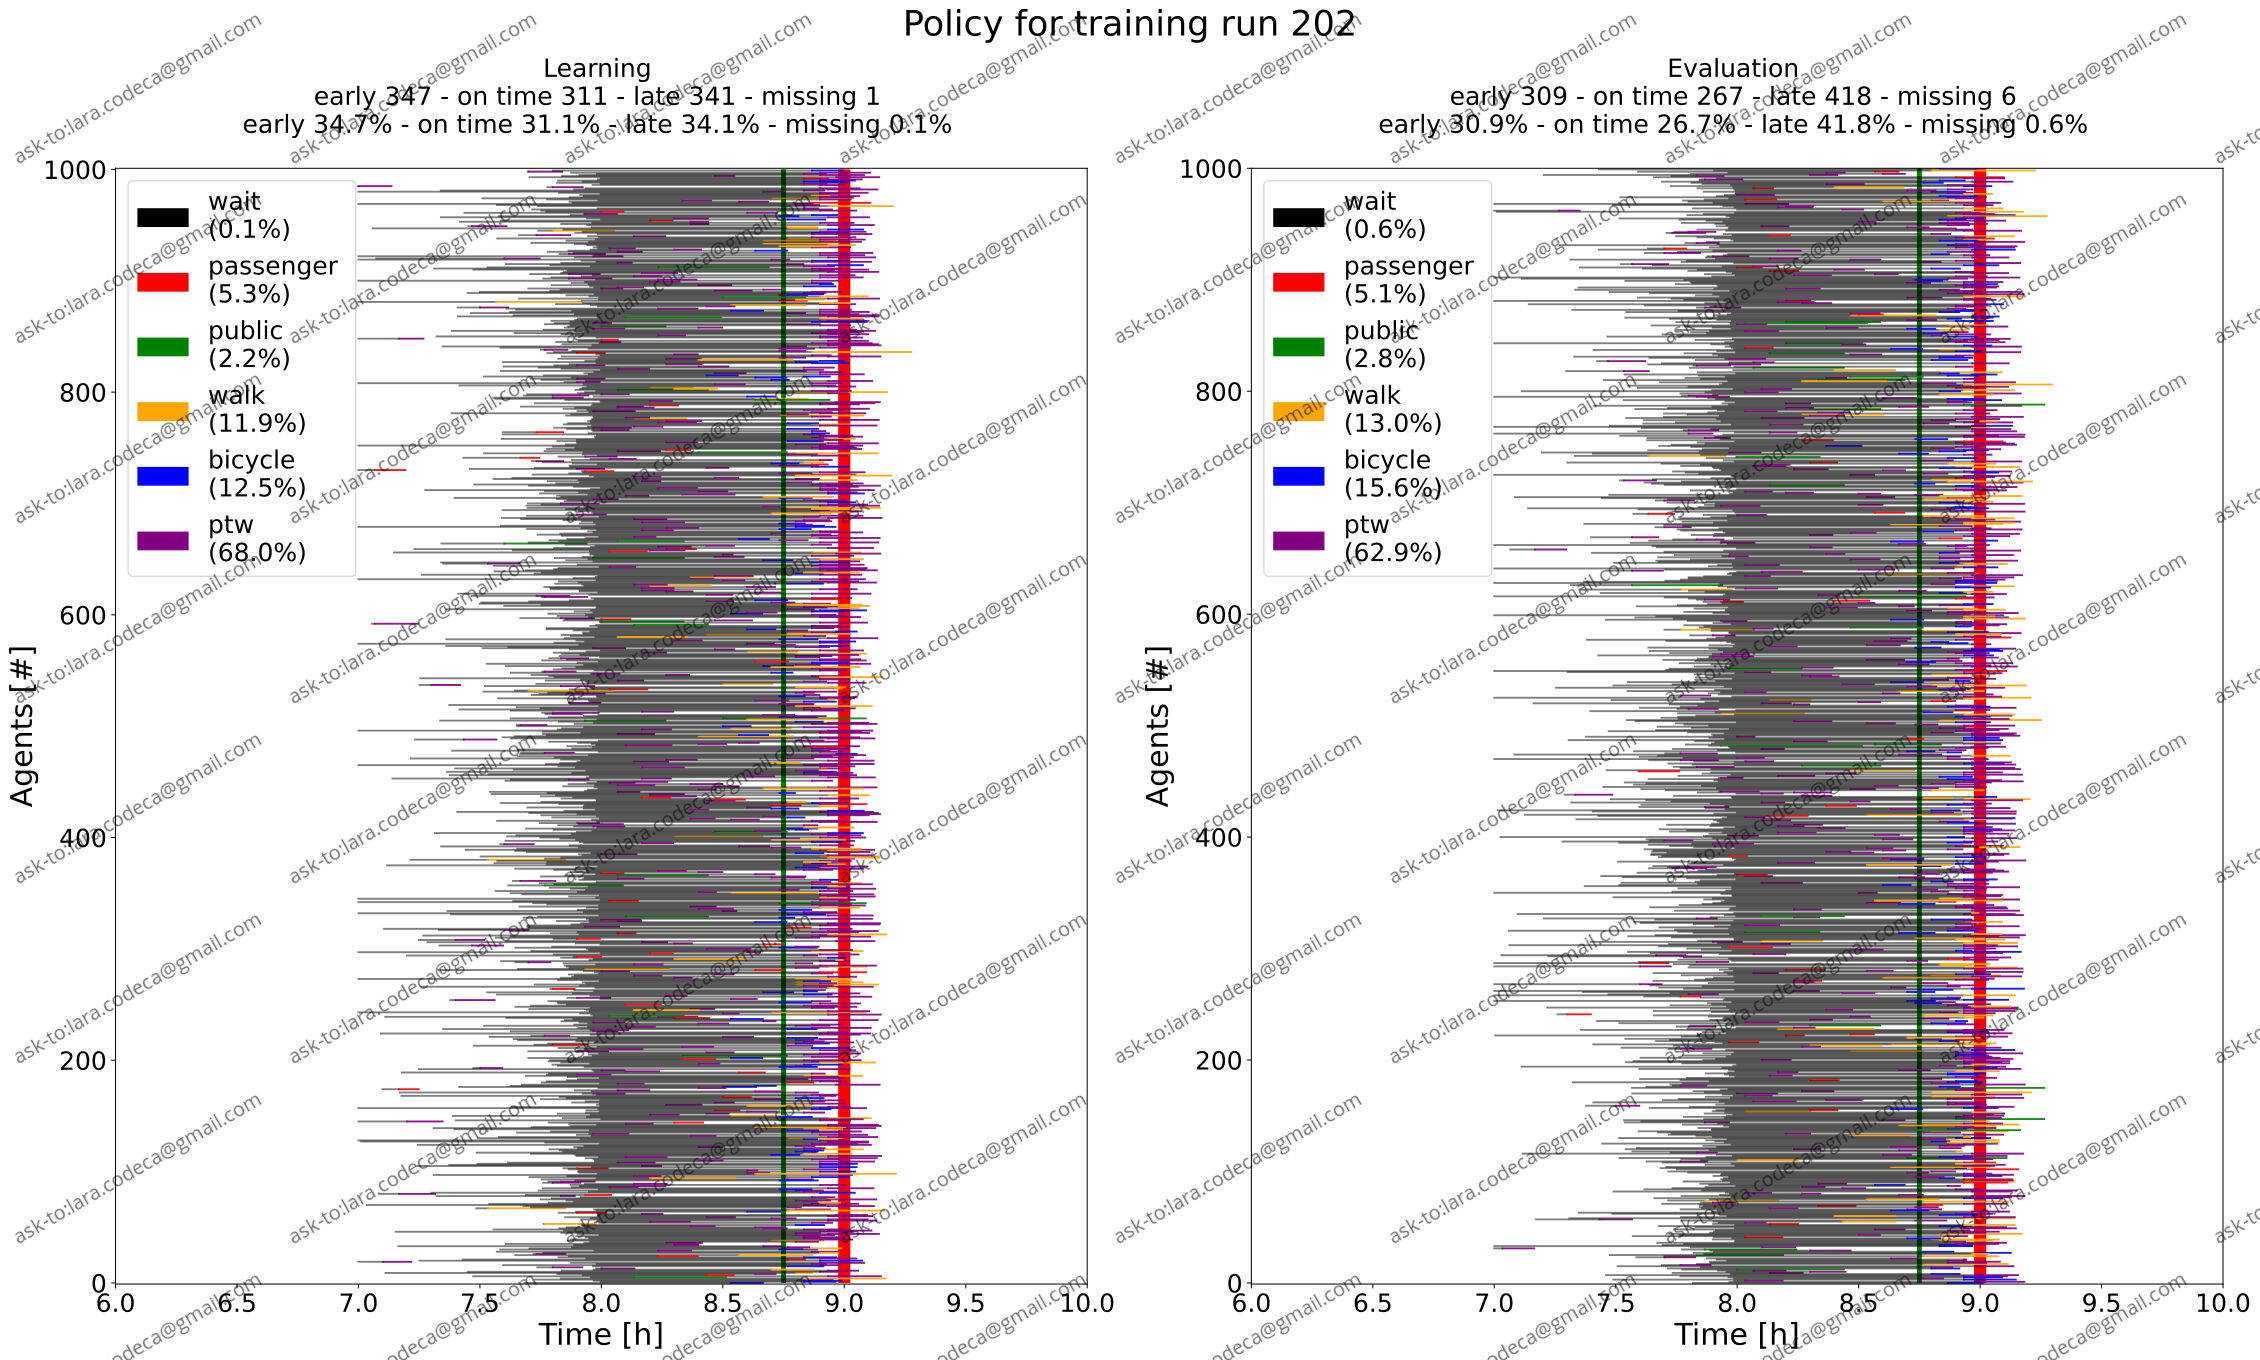 Policy for training run 202
Learning
early 347 - on time 311 - late 341 - missing 1
early 34.7% - on time 31.1% - late 34.1% - missing 0.1%
Evaluation
early 309 - on time 267 - late 418 - missing 6
early 30.9% - on time 26.7% - late 41.8% - missing 0.6%
Agents [#]
1000
800
600
400
200
0
wait
(0.1%)
passenger
(5.3%)
public
(2.2%)
walk
(11.9%)
bicycle
(12.5%)
ptw
(68.0%)
6.0 6.5 7.0 7.5 8.0 8.5 9.0 9.5 10.0
Time [h]
Agents [#]
1000
800
600
400
200
0
wait
(0.6%)
passenger
(5.1%)
public
(2.8%)
walk
(13.0%)
bicycle
(15.6%)
ptw
(62.9%)
6.0 6.5 7.0 7.5 8.0 8.5 9.0 9.5 10.0
Time [h]
ask-to:lara.codeca@gmail.com